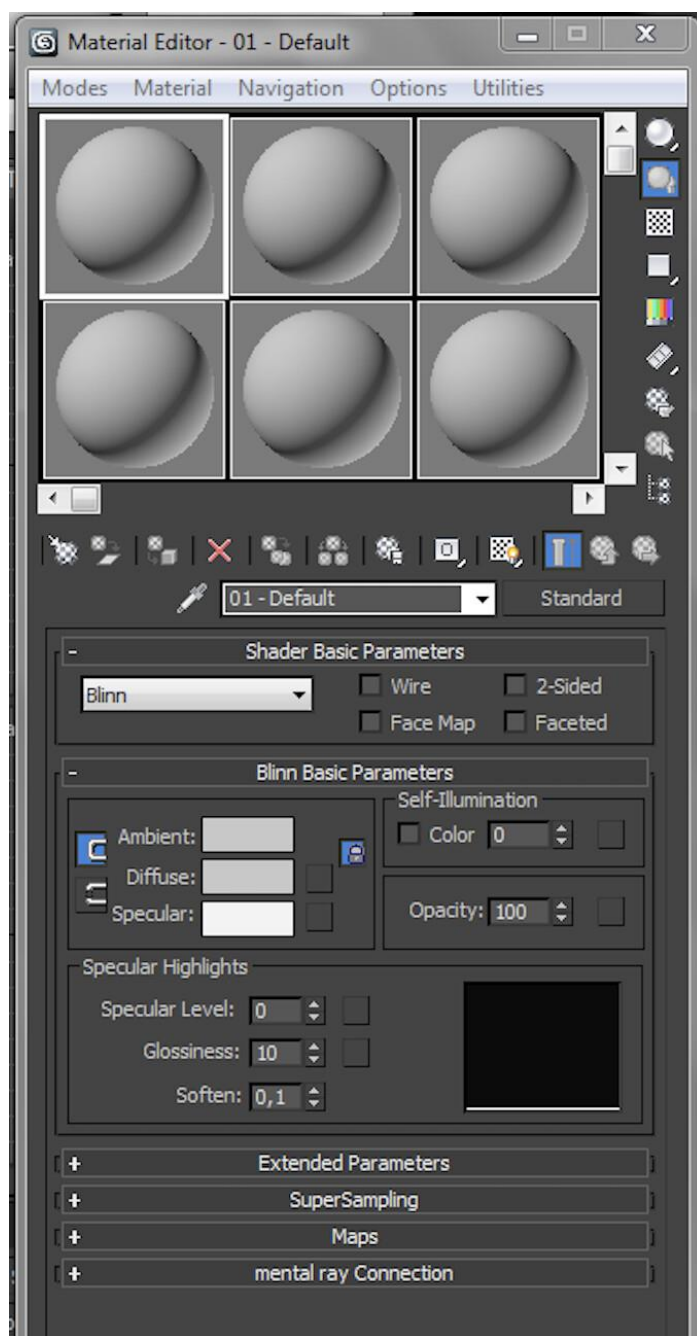 Material Editor - 01 - Default
Modes Material Navigation Options Utilities
01 - Default Standard
- Shader Basic Parameters
Blinn Wire 2-Sided
Face Map Faceted
- Blinn Basic Parameters
Self-Illumination
Ambient: Color 0
Diffuse:
Specular: Opacity: 100
Specular Highlights
Specular Level: 0
Glossiness: 10
Soften: 0,1
+ Extended Parameters
+ SuperSampling
+ Maps
+ mental ray Connection